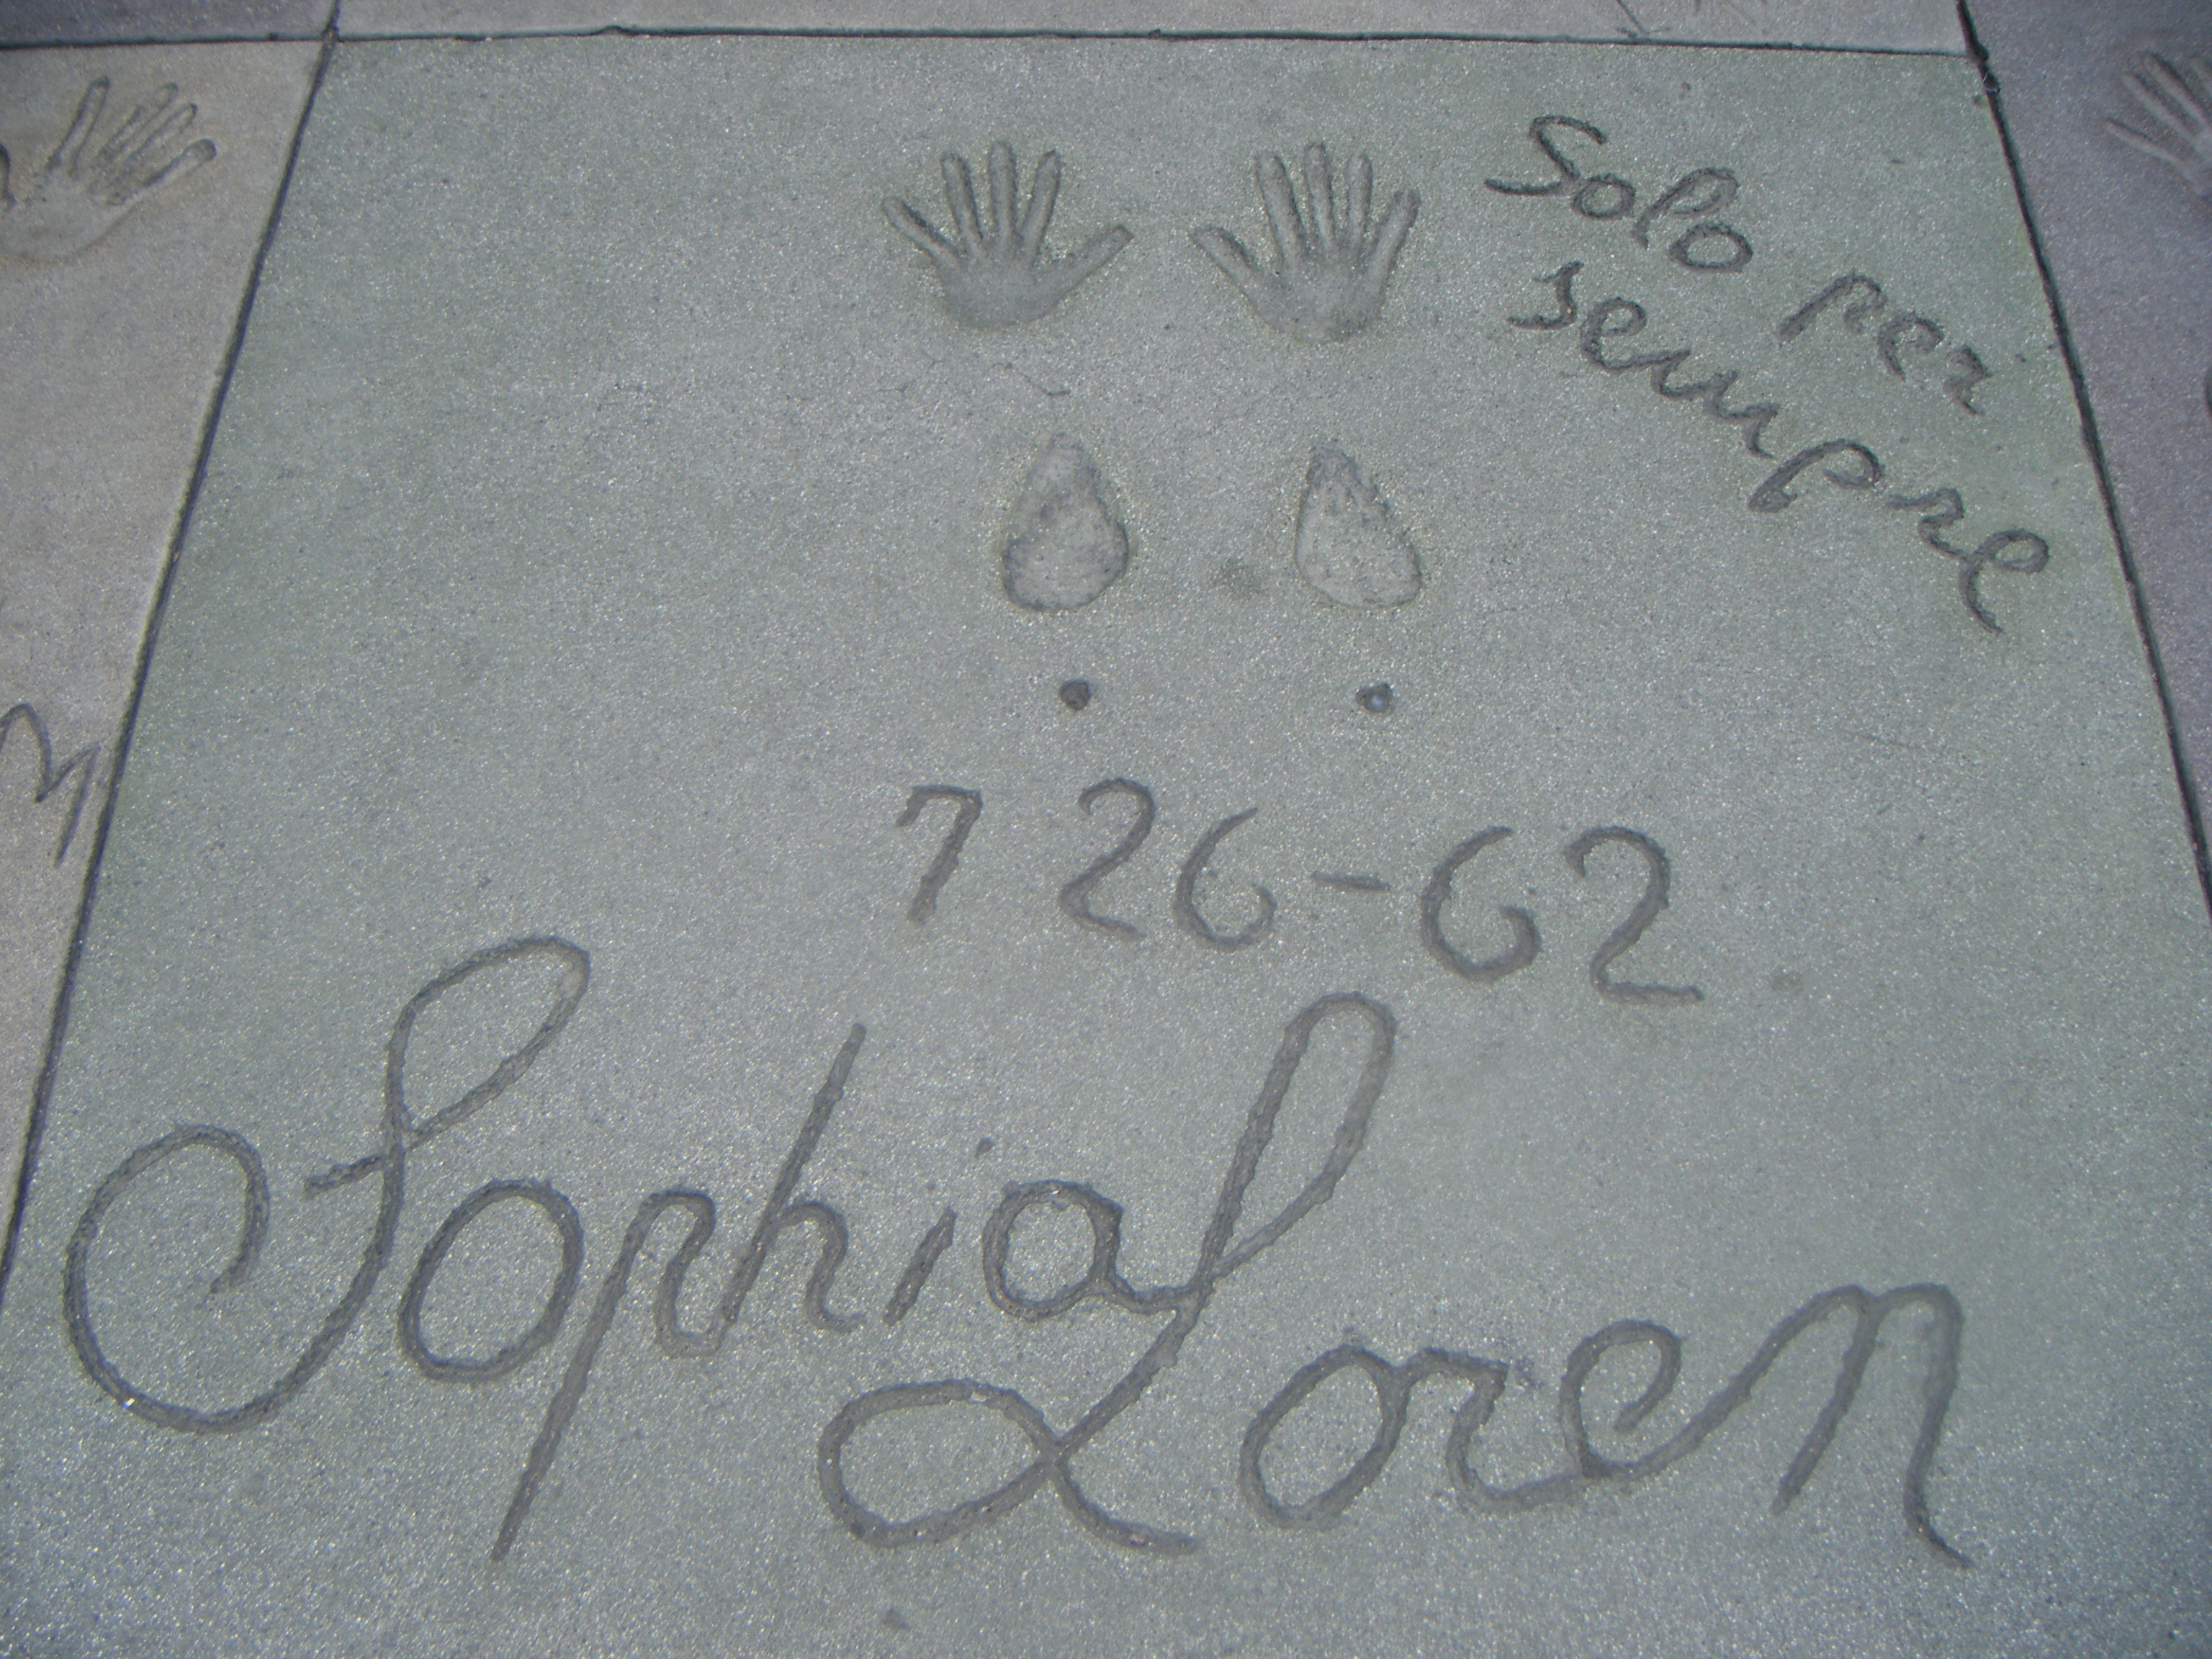 Solo per
sempre
7 26-62
Sophia
Loren